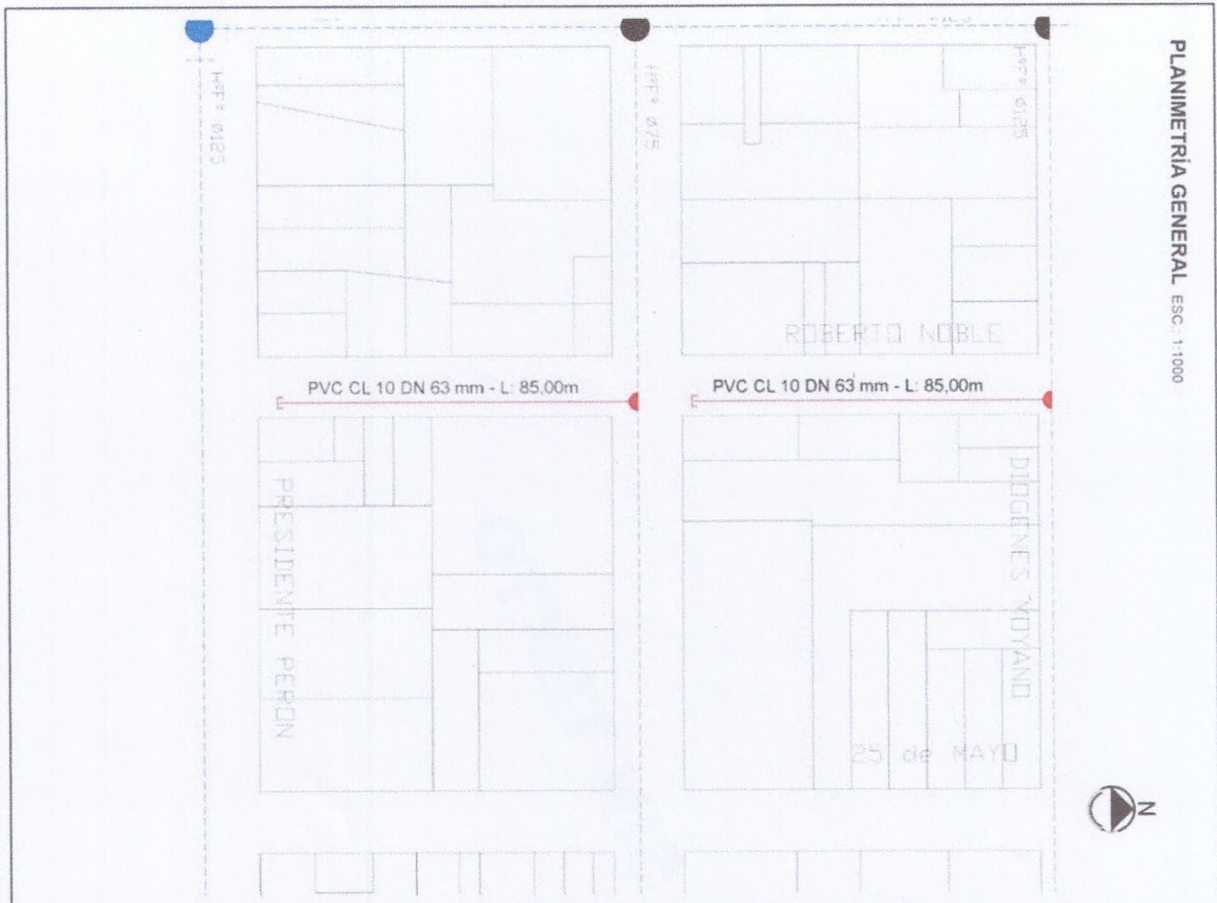 PLANIMETRÍA GENERAL ESC.: 1:1000
HºFº Ø125
HºFº Ø75
HºFº Ø125
ROBERTO NOBLE
PVC CL 10 DN 63 mm - L: 85,00m
PVC CL 10 DN 63 mm - L: 85,00m
PRESIDENTE PERON
DIOGENES MOYANO
25 de MAYO
N